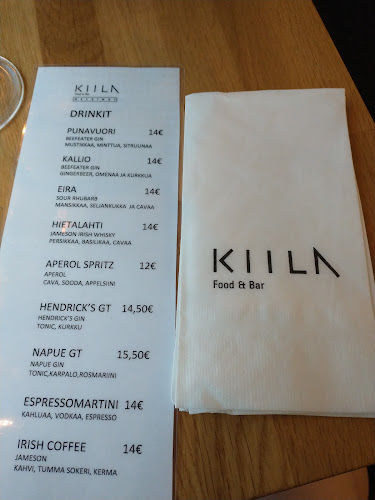 KIILA
Food & Bar
HELSINKI
DRINKIT
PUNAVUORI 14€
BEEFEATER GIN
MUSTIKKAA, MINTTUA, SITRUUNAA
KALLIO 14€
BEEFEATER GIN
GINGERBEER, OMENAA JA KURKKUA
EIRA 14€
SOUR RHUBARB
MANSIKKAA, SELJANKUKKA JA CAVAA
HIETALAHTI 14€
JAMESON IRISH WHISKY
PERSIKKAA, BASILIKAA, CAVAA
APEROL SPRITZ 12€
APEROL
CAVA, SOODA, APPELSIINI
HENDRICK'S GT 14,50€
HENDRICK'S GIN
TONIC, KURKKU
NAPUE GT 15,50€
NAPUE GIN
TONIC,KARPALO,ROSMARIINI
ESPRESSOMARTINI 14€
KAHLUAA, VODKAA, ESPRESSO
IRISH COFFEE 14€
JAMESON
KAHVI, TUMMA SOKERI, KERMA
KIILA
Food & Bar